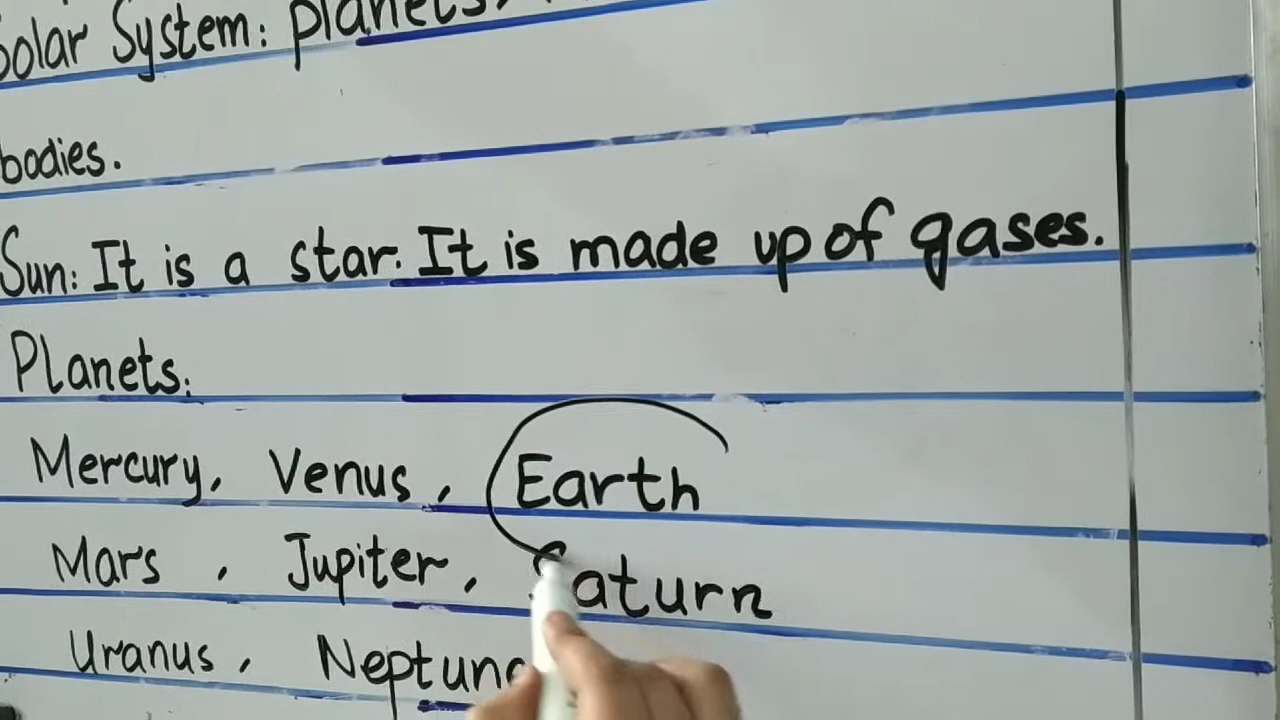 Solar System: planets,
bodies.
Sun: It is a star. It is made up of gases.
Planets:
Mercury, Venus, Earth
Mars , Jupiter, Saturn
Uranus, Neptune